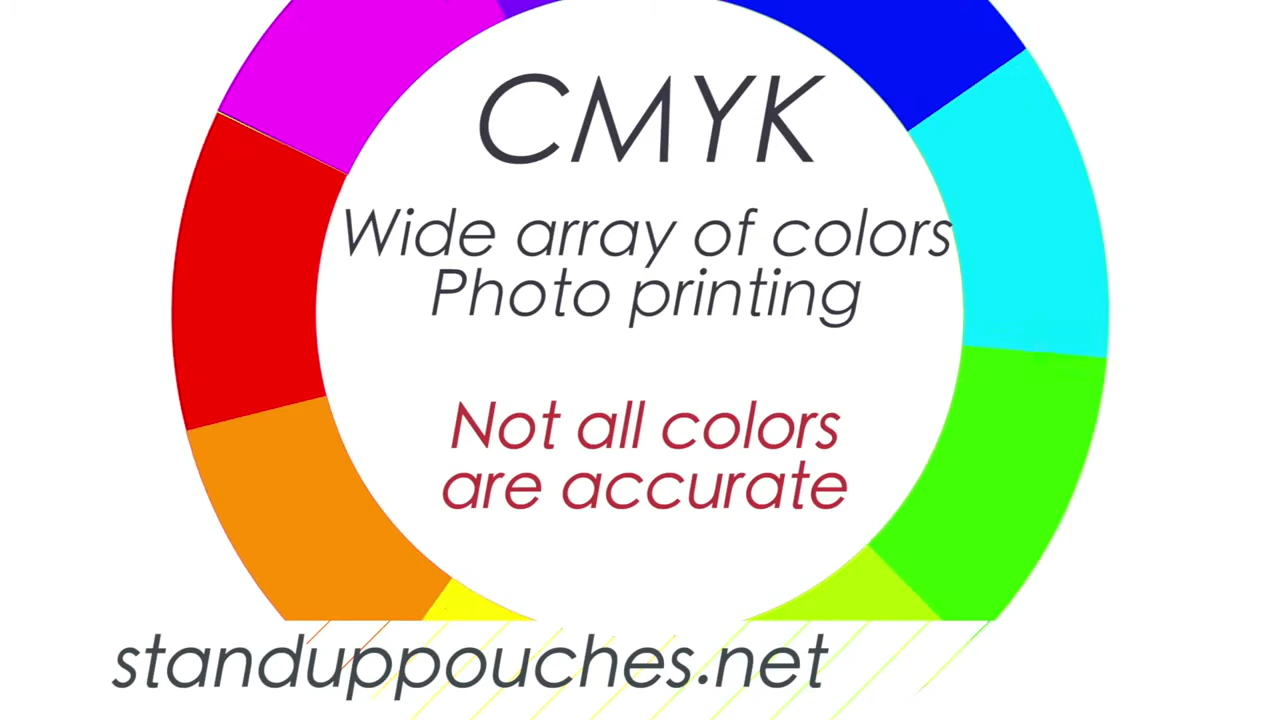 CMYK
Wide array of colors
Photo printing
Not all colors
are accurate
standuppouches.net